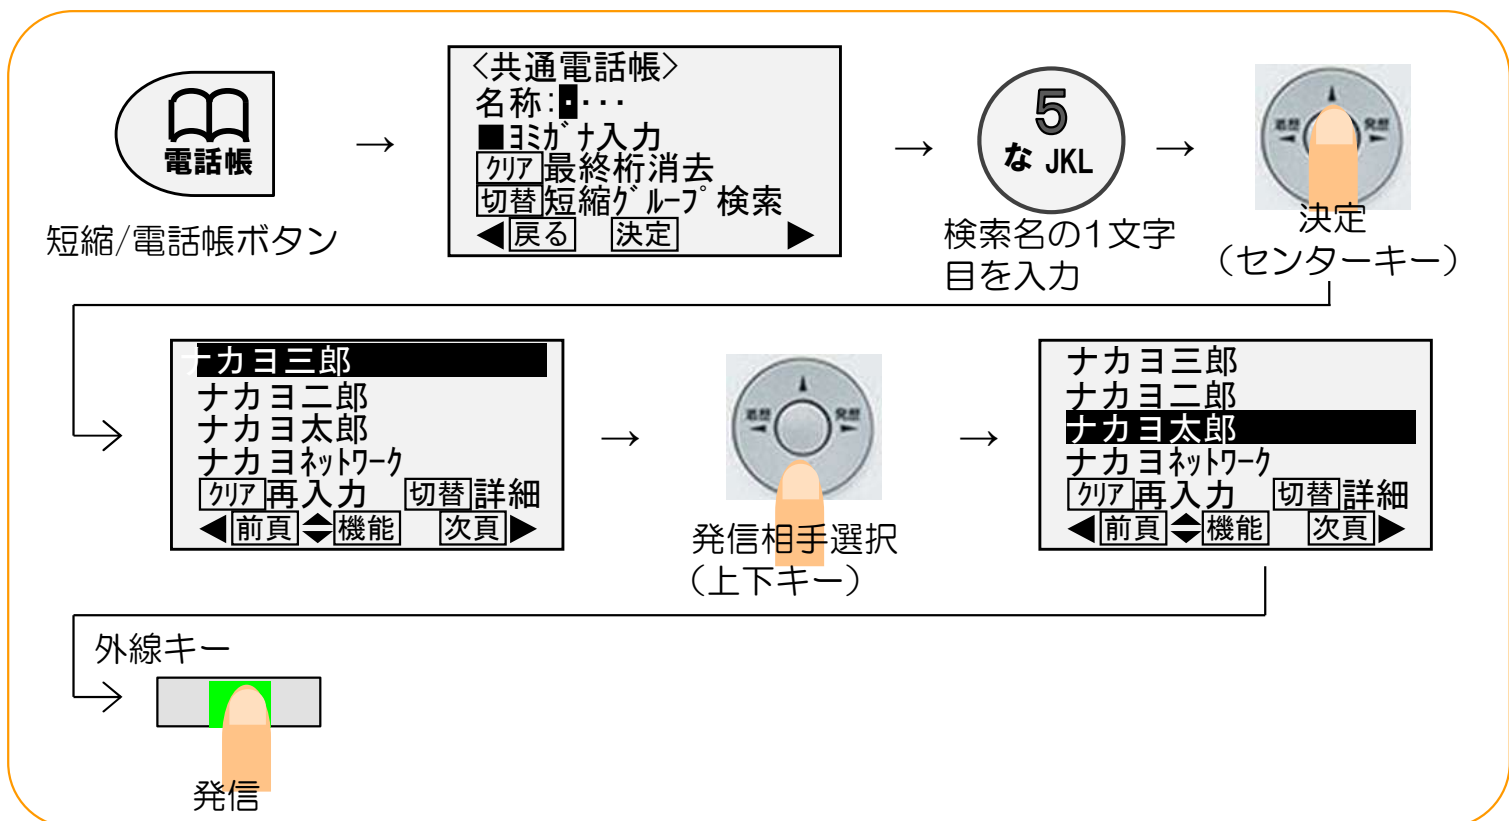 電話帳
短縮/電話帳ボタン
→
<共通電話帳>
名称:・・・・
■ﾖﾐｶﾞﾅ入力
ｸﾘｱ最終桁消去
切替短縮ｸﾞﾙｰﾌﾟ検索
◀戻る 決定 ▶
→
5
な JKL
検索名の1文字
目を入力
→
決定
(センターキー)
ナカヨ三郎
ナカヨ二郎
ナカヨ太郎
ナカヨﾈｯﾄﾜｰｸ
ｸﾘｱ再入力 切替詳細
◀前頁◆機能 次頁▶
→
発信相手選択
(上下キー)
→
ナカヨ三郎
ナカヨ二郎
ナカヨ太郎
ナカヨﾈｯﾄﾜｰｸ
ｸﾘｱ再入力 切替詳細
◀前頁◆機能 次頁▶
外線キー
発信